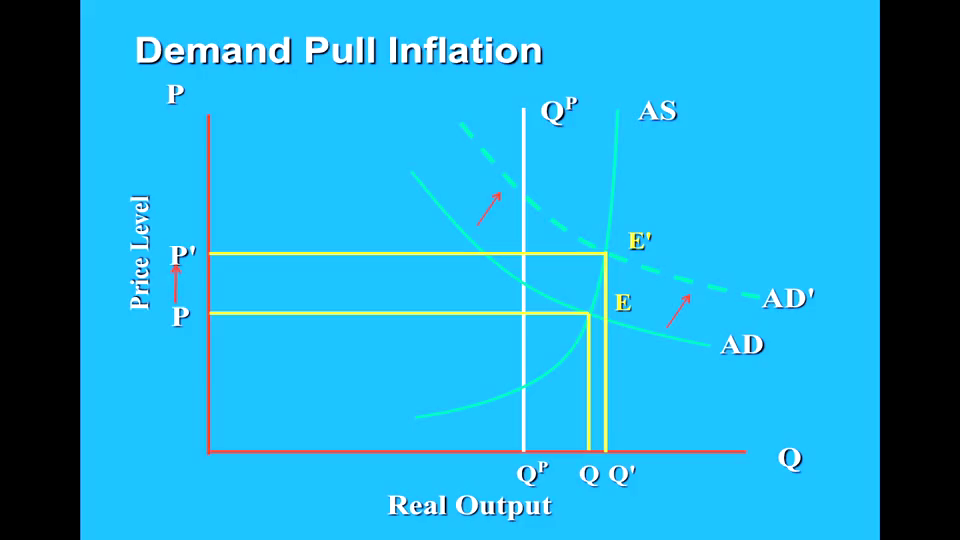 Demand Pull Inflation
P
Q^P
AS
Price Level
P'
E'
P
E
AD'
AD
Q^P
Q
Q'
Q
Real Output